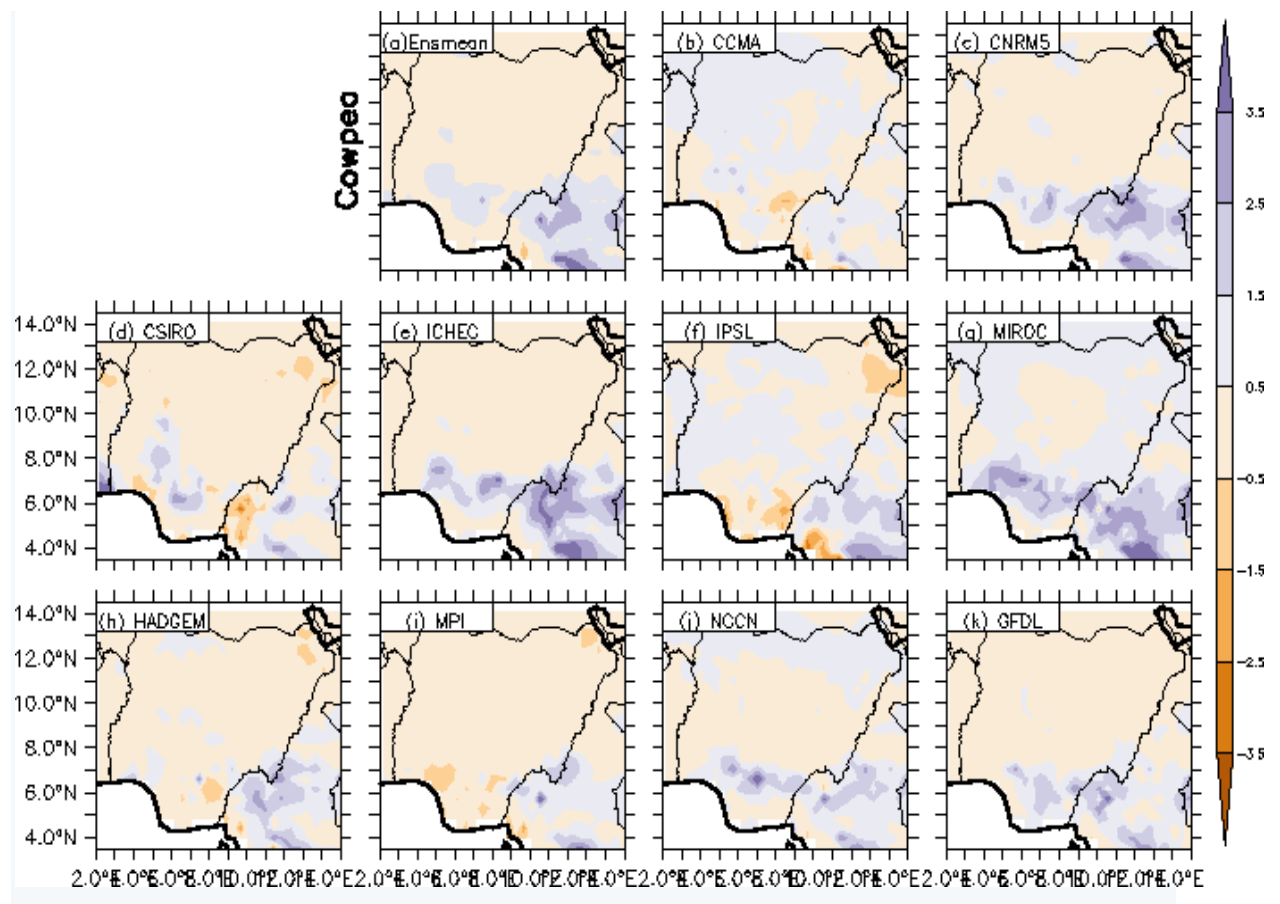 (a)Ensmean
(b) CCMA
(c) CNRM5
Cowpea
3.5
2.5
1.5
0.5
-0.5
-1.5
-2.5
-3.5
(d) CSIRO
(e) ICHEC
(f) IPSL
(g) MIROC
14.0°N
12.0°N
10.0°N
8.0°N
6.0°N
4.0°N
(h) HADGEM
(i) MPI
(j) NCCN
(k) GFDL
14.0°N
12.0°N
10.0°N
8.0°N
6.0°N
4.0°N